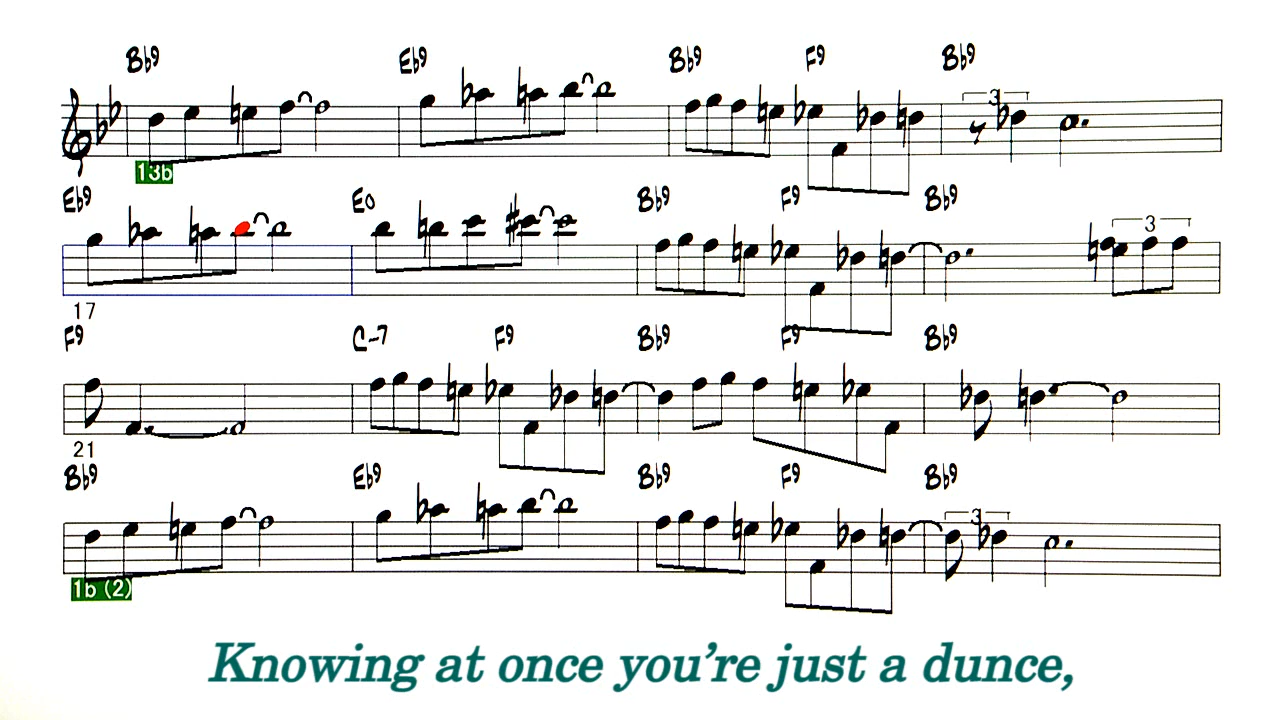 Bb9 Eb9 Bb9 F9 Bb9
3
13b
Eb9 Eo Bb9 F9 Bb9
3
17
F9 C-7 F9 Bb9 F9 Bb9
21
Bb9 Eb9 Bb9 F9 Bb9
3
1b (2)
Knowing at once you’re just a dunce,